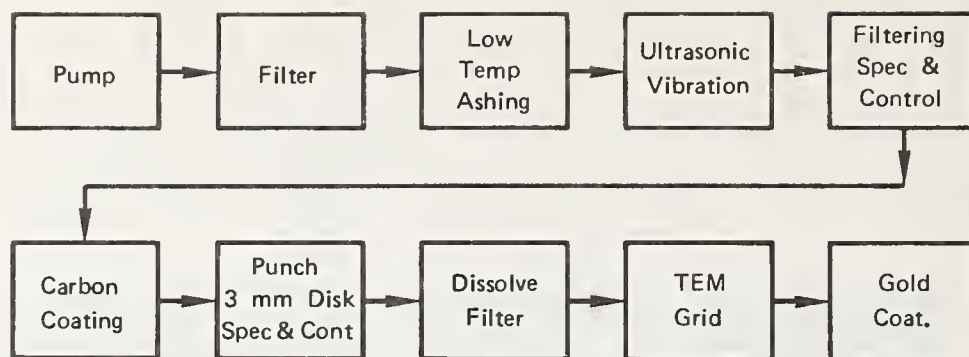 Pump
Filter
Low
Temp
Ashing
Ultrasonic
Vibration
Filtering
Spec &
Control
Carbon
Coating
Punch
3 mm Disk
Spec & Cont
Dissolve
Filter
TEM
Grid
Gold
Coat.